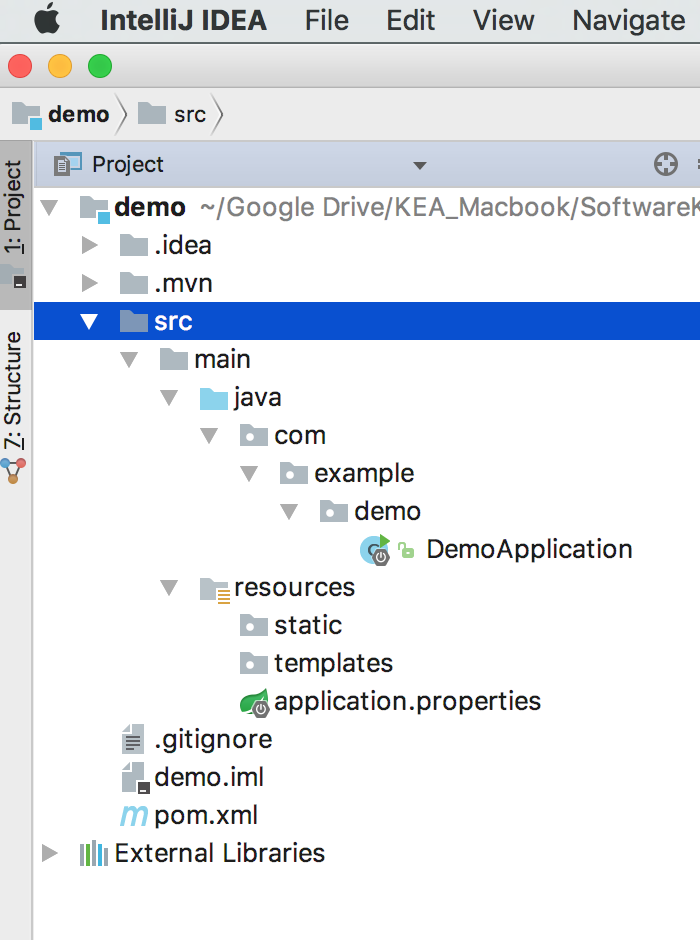 IntelliJ IDEA File Edit View Navigate
demo src
Project
1: Project
7: Structure
demo ~/Google Drive/KEA_Macbook/SoftwareK
.idea
.mvn
src
main
java
com
example
demo
DemoApplication
resources
static
templates
application.properties
.gitignore
demo.iml
pom.xml
External Libraries